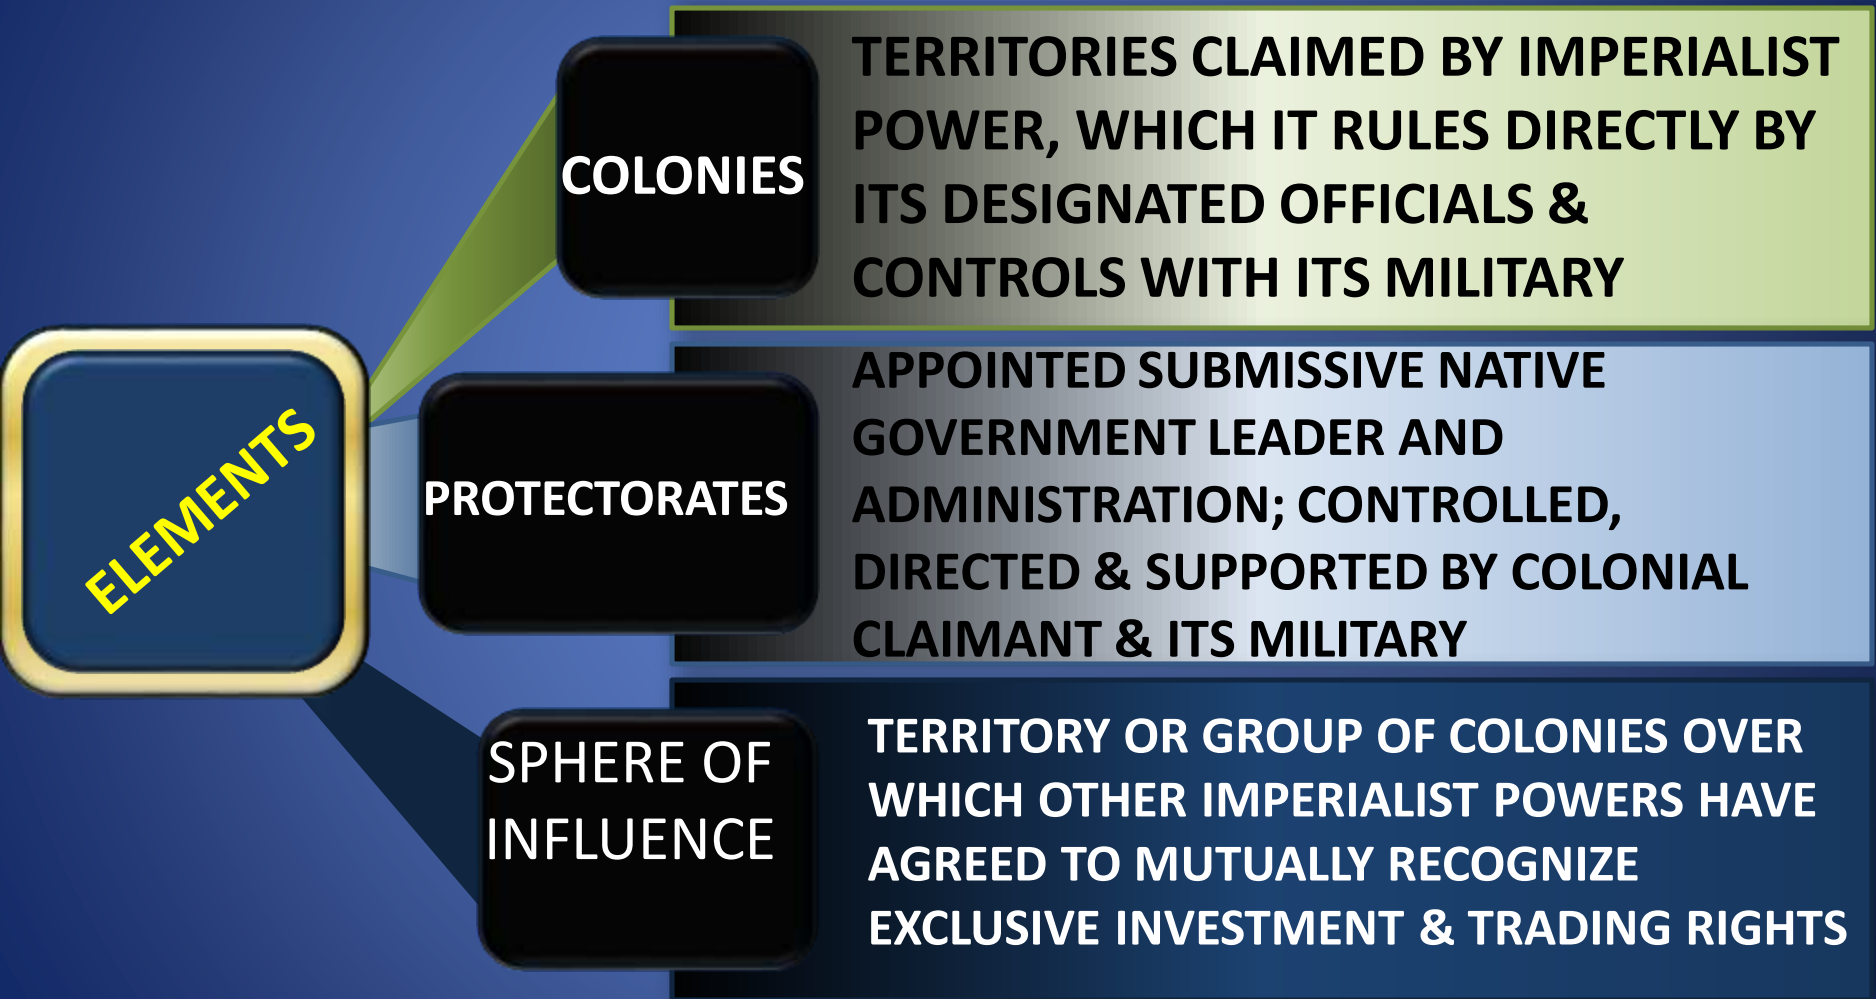 ELEMENTS
COLONIES
TERRITORIES CLAIMED BY IMPERIALIST
POWER, WHICH IT RULES DIRECTLY BY
ITS DESIGNATED OFFICIALS &
CONTROLS WITH ITS MILITARY
PROTECTORATES
APPOINTED SUBMISSIVE NATIVE
GOVERNMENT LEADER AND
ADMINISTRATION; CONTROLLED,
DIRECTED & SUPPORTED BY COLONIAL
CLAIMANT & ITS MILITARY
SPHERE OF
INFLUENCE
TERRITORY OR GROUP OF COLONIES OVER
WHICH OTHER IMPERIALIST POWERS HAVE
AGREED TO MUTUALLY RECOGNIZE
EXCLUSIVE INVESTMENT & TRADING RIGHTS